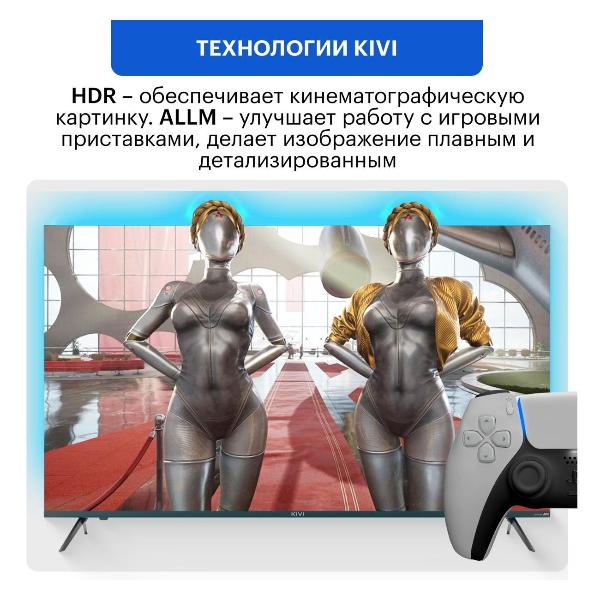 ТЕХНОЛОГИИ KIVI
HDR – обеспечивает кинематографическую
картинку. ALLM – улучшает работу с игровыми
приставками, делает изображение плавным и
детализированным
KIVI